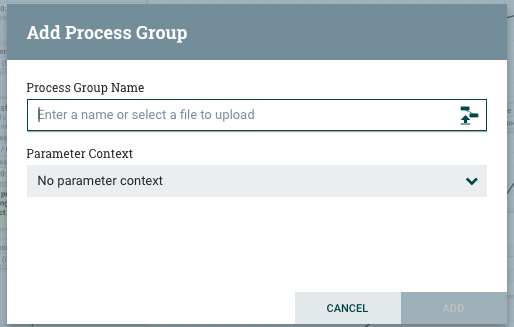 Add Process Group
Process Group Name
Enter a name or select a file to upload
Parameter Context
No parameter context
CANCEL
ADD